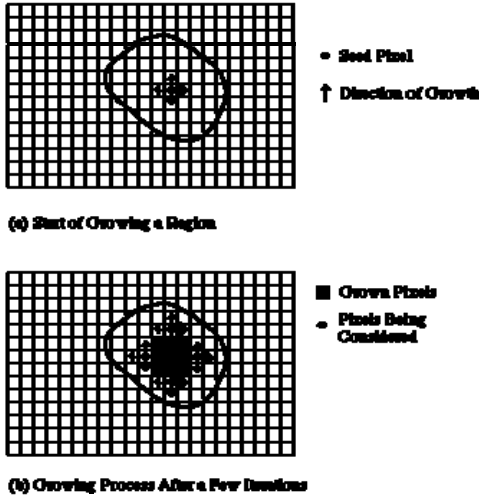 Seed Pixel
Direction of Growth
(a) Start of Growing a Region
Grown Pixels
Pixels Being
Considered
(b) Growing Process After a Few Iterations